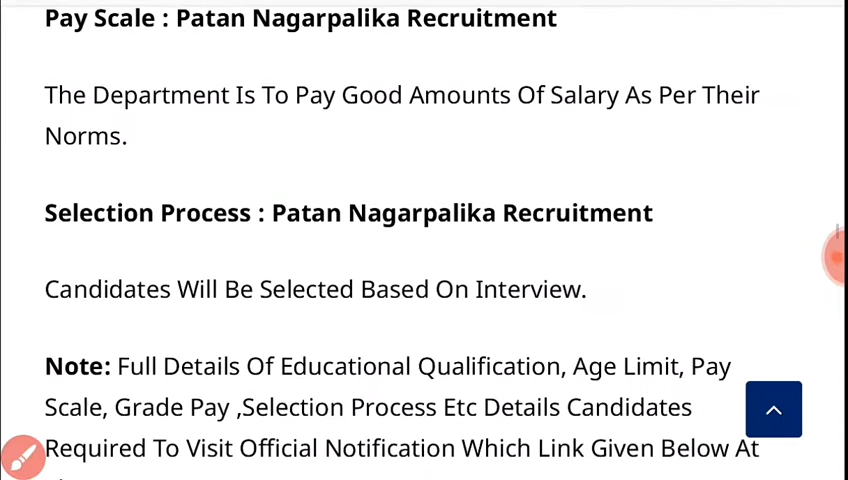 Pay Scale : Patan Nagarpalika Recruitment
The Department Is To Pay Good Amounts Of Salary As Per Their
Norms.
Selection Process : Patan Nagarpalika Recruitment
Candidates Will Be Selected Based On Interview.
Note: Full Details Of Educational Qualification, Age Limit, Pay
Scale, Grade Pay ,Selection Process Etc Details Candidates
Required To Visit Official Notification Which Link Given Below At